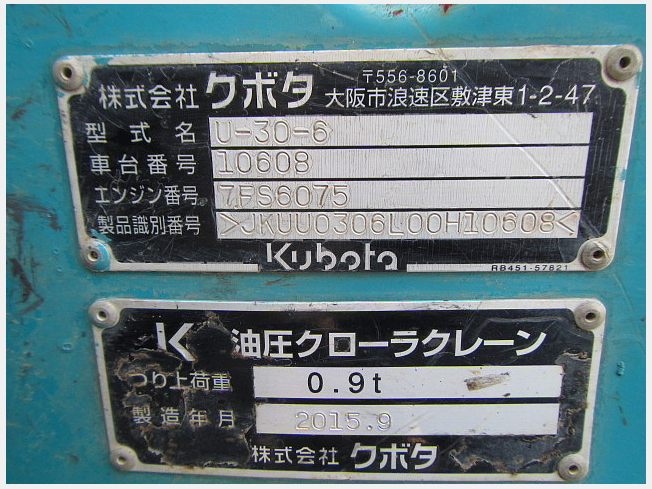 株式会社 クボタ 〒556-8601
大阪市浪速区敷津東1-2-47
型式名 U-30-6
車台番号 10608
エンジン番号 7FS6075
製品識別番号 >JKUU0306L00H10608<
Kubota
RB451-57821
油圧クローラクレーン
つり上荷重 0.9t
製造年月 2015.9
株式会社 クボタ